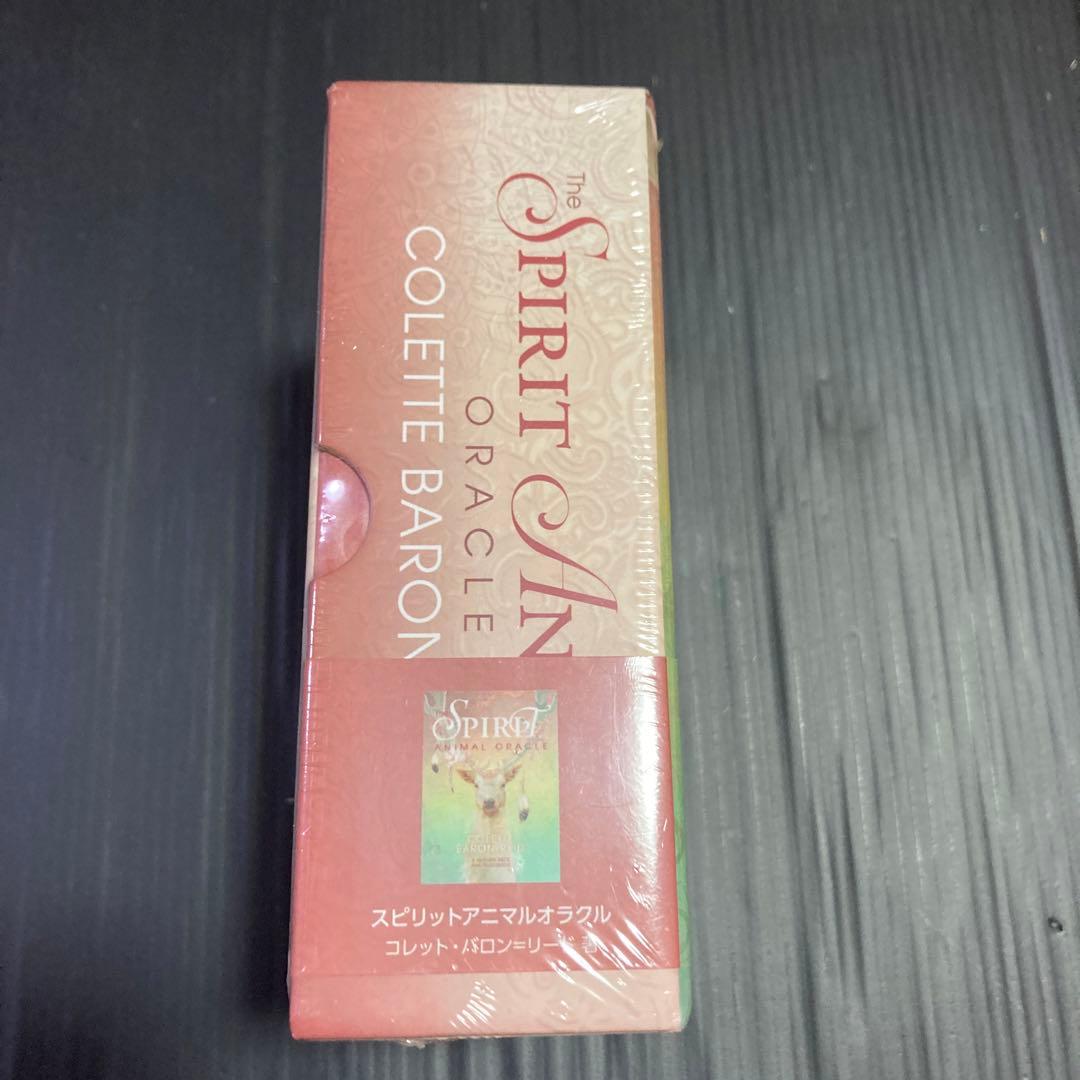 The
SPIRIT AN
ORACLE
COLETTE BARON
SPIRIT
ANIMAL ORACLE
スピリットアニマルオラクル
コレット・バロン=リード 著